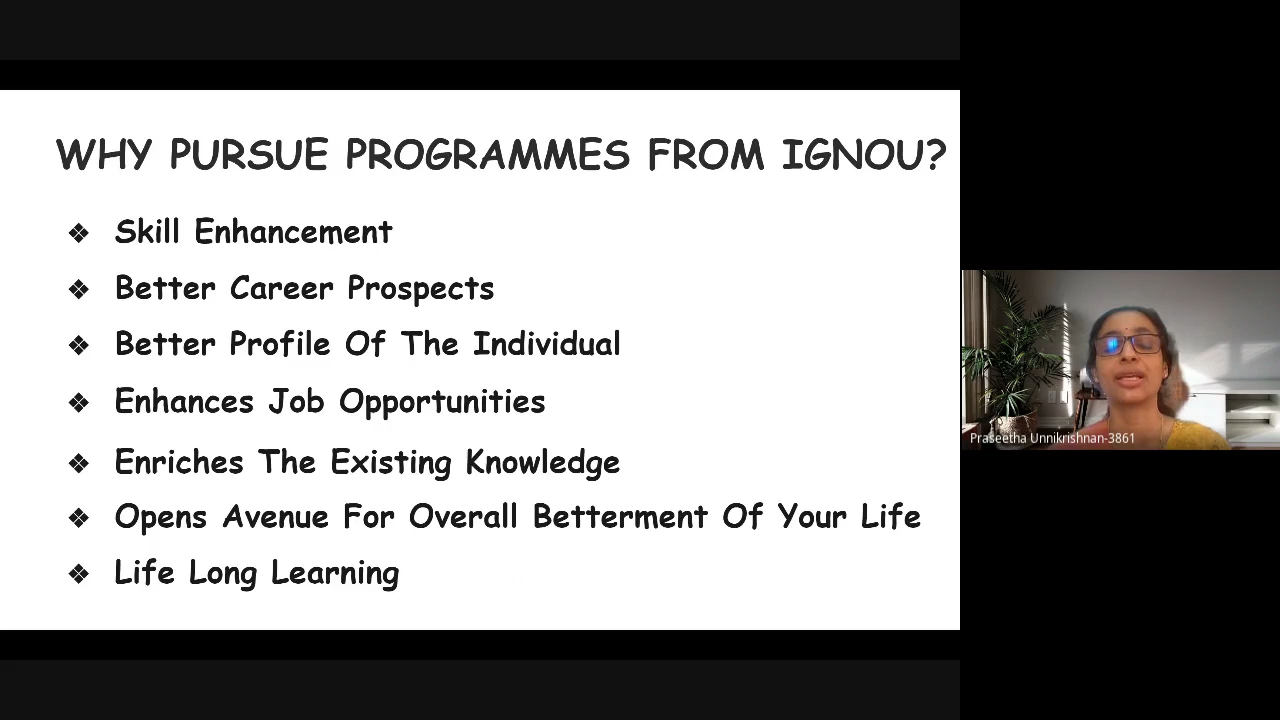 WHY PURSUE PROGRAMMES FROM IGNOU?
❖ Skill Enhancement
❖ Better Career Prospects
❖ Better Profile Of The Individual
❖ Enhances Job Opportunities
❖ Enriches The Existing Knowledge
❖ Opens Avenue For Overall Betterment Of Your Life
❖ Life Long Learning
Praseetha Unnikrishnan-3861